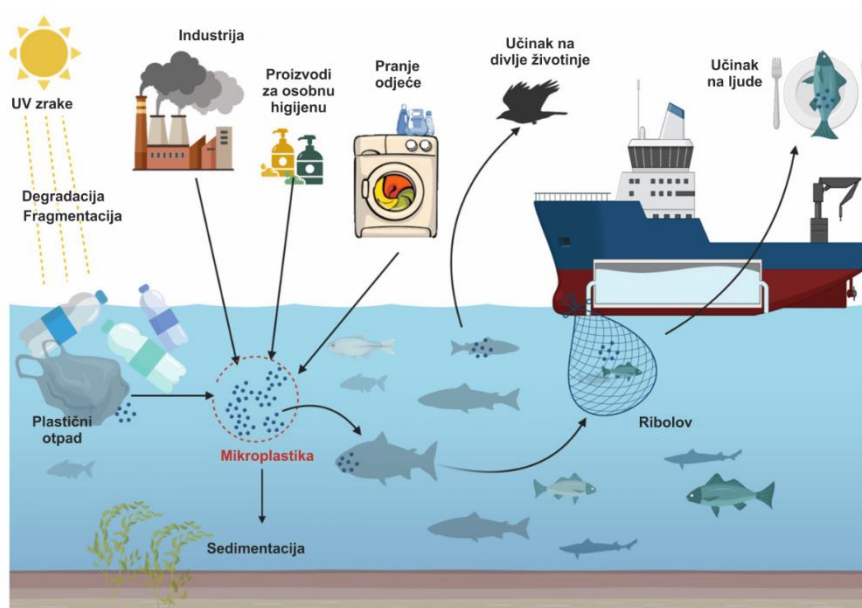 Industrija
UV zrake
Proizvodi
za osobnu
higijenu
Pranje
odjeće
Učinak na
divlje životinje
Učinak
na ljude
Degradacija
Fragmentacija
Plastični
otpad
Mikroplastika
Ribolov
Sedimentacija